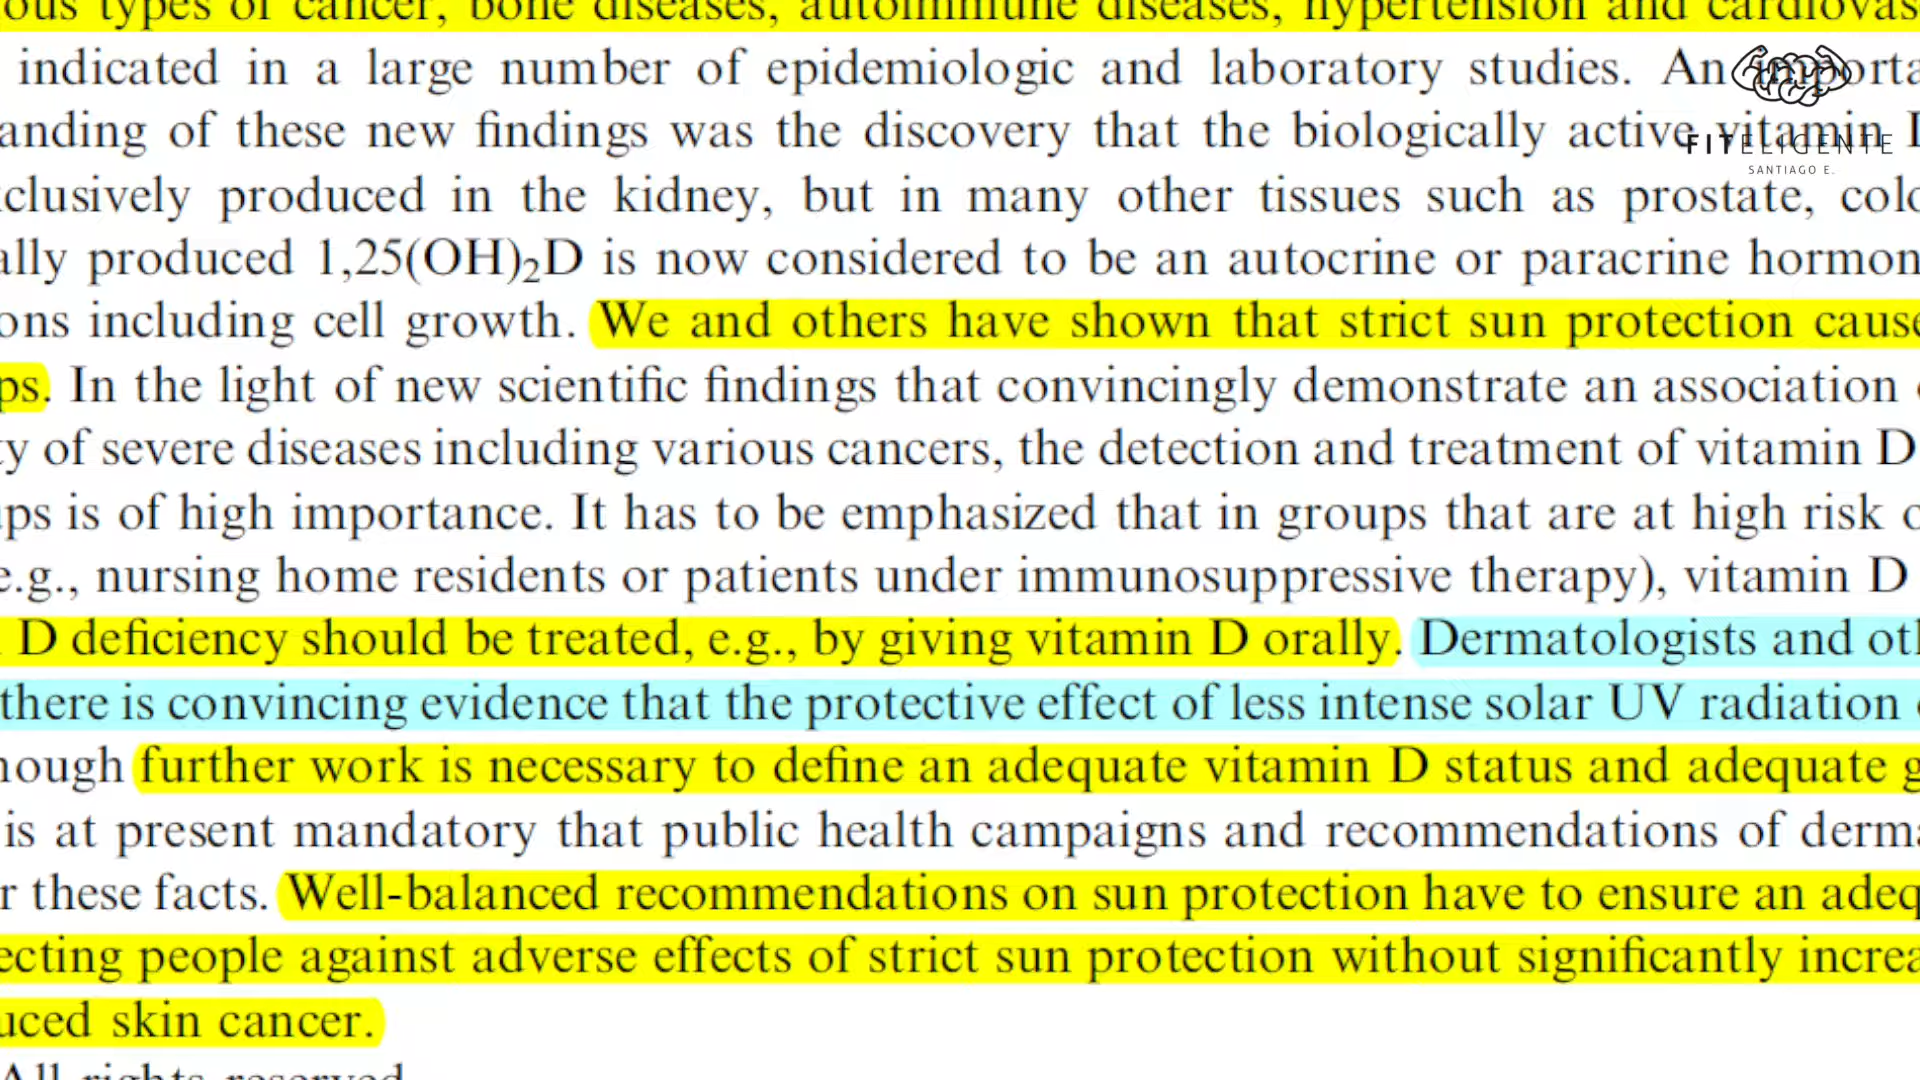 ous types of cancer, bone diseases, autoimmune diseases, hypertension and cardiovas
indicated in a large number of epidemiologic and laboratory studies. An importa
anding of these new findings was the discovery that the biologically active vitamin D
FITELIGENTE
SANTIAGO E.
xclusively produced in the kidney, but in many other tissues such as prostate, colo
ally produced 1,25(OH)₂D is now considered to be an autocrine or paracrine hormon
ons including cell growth. We and others have shown that strict sun protection cause
ps. In the light of new scientific findings that convincingly demonstrate an association
ty of severe diseases including various cancers, the detection and treatment of vitamin D
ps is of high importance. It has to be emphasized that in groups that are at high risk o
e.g., nursing home residents or patients under immunosuppressive therapy), vitamin D
D deficiency should be treated, e.g., by giving vitamin D orally. Dermatologists and oth
there is convincing evidence that the protective effect of less intense solar UV radiation
hough further work is necessary to define an adequate vitamin D status and adequate g
is at present mandatory that public health campaigns and recommendations of derma
r these facts. Well-balanced recommendations on sun protection have to ensure an adeq
ecting people against adverse effects of strict sun protection without significantly increa
uced skin cancer.
All rights reserved